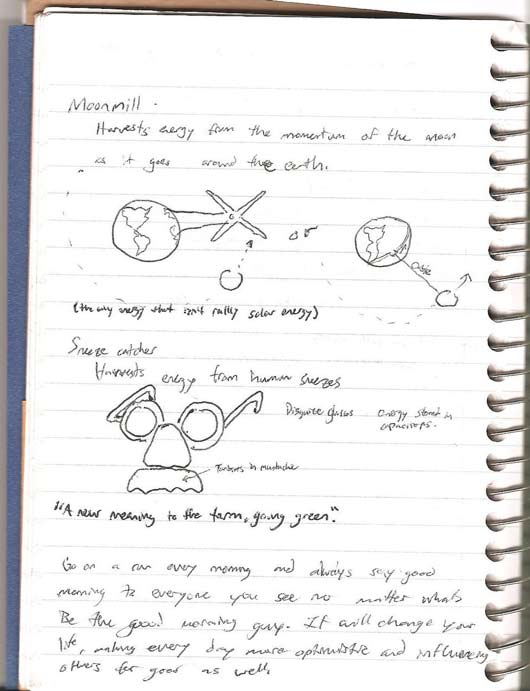 Moonmill.
Harvests energy from the momentum of the moon
as it goes around the earth.
or
cable
(the only energy that isn't really solar energy)
Sneeze catcher
Harvests energy from human sneezes
Disguise glasses energy stored in
capacitors.
Turbines in mustache
"A new meaning to the term, going green".
Go on a run every morning and always say good
morning to everyone you see no matter whats
Be the good morning guy. It will change your
life, making every day more optimistic and influencing
others for good as well.